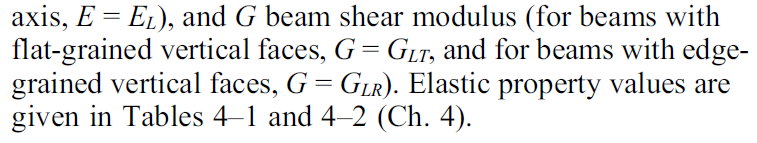 axis, E = E_L), and G beam shear modulus (for beams with
flat-grained vertical faces, G = G_LT, and for beams with edge-
grained vertical faces, G = G_LR). Elastic property values are
given in Tables 4–1 and 4–2 (Ch. 4).